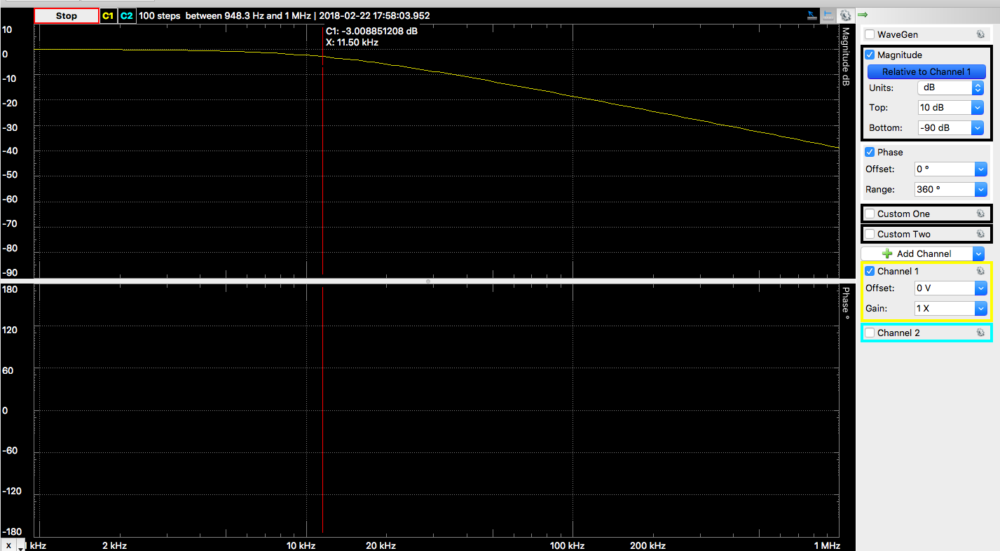 Stop C1 C2 100 steps between 948.3 Hz and 1 MHz | 2018-02-22 17:58:03.952
C1: -3.008851208 dB
X: 11.50 kHz
10
0
-10
-20
-30
-40
-50
-60
-70
-80
-90
Magnitude dB
180
120
60
0
-60
-120
-180
Phase °
X 1 kHz 2 kHz 10 kHz 20 kHz 100 kHz 200 kHz 1 MHz
WaveGen
Magnitude
Relative to Channel 1
Units: dB
Top: 10 dB
Bottom: -90 dB
Phase
Offset: 0 °
Range: 360 °
Custom One
Custom Two
Add Channel
Channel 1
Offset: 0 V
Gain: 1 X
Channel 2